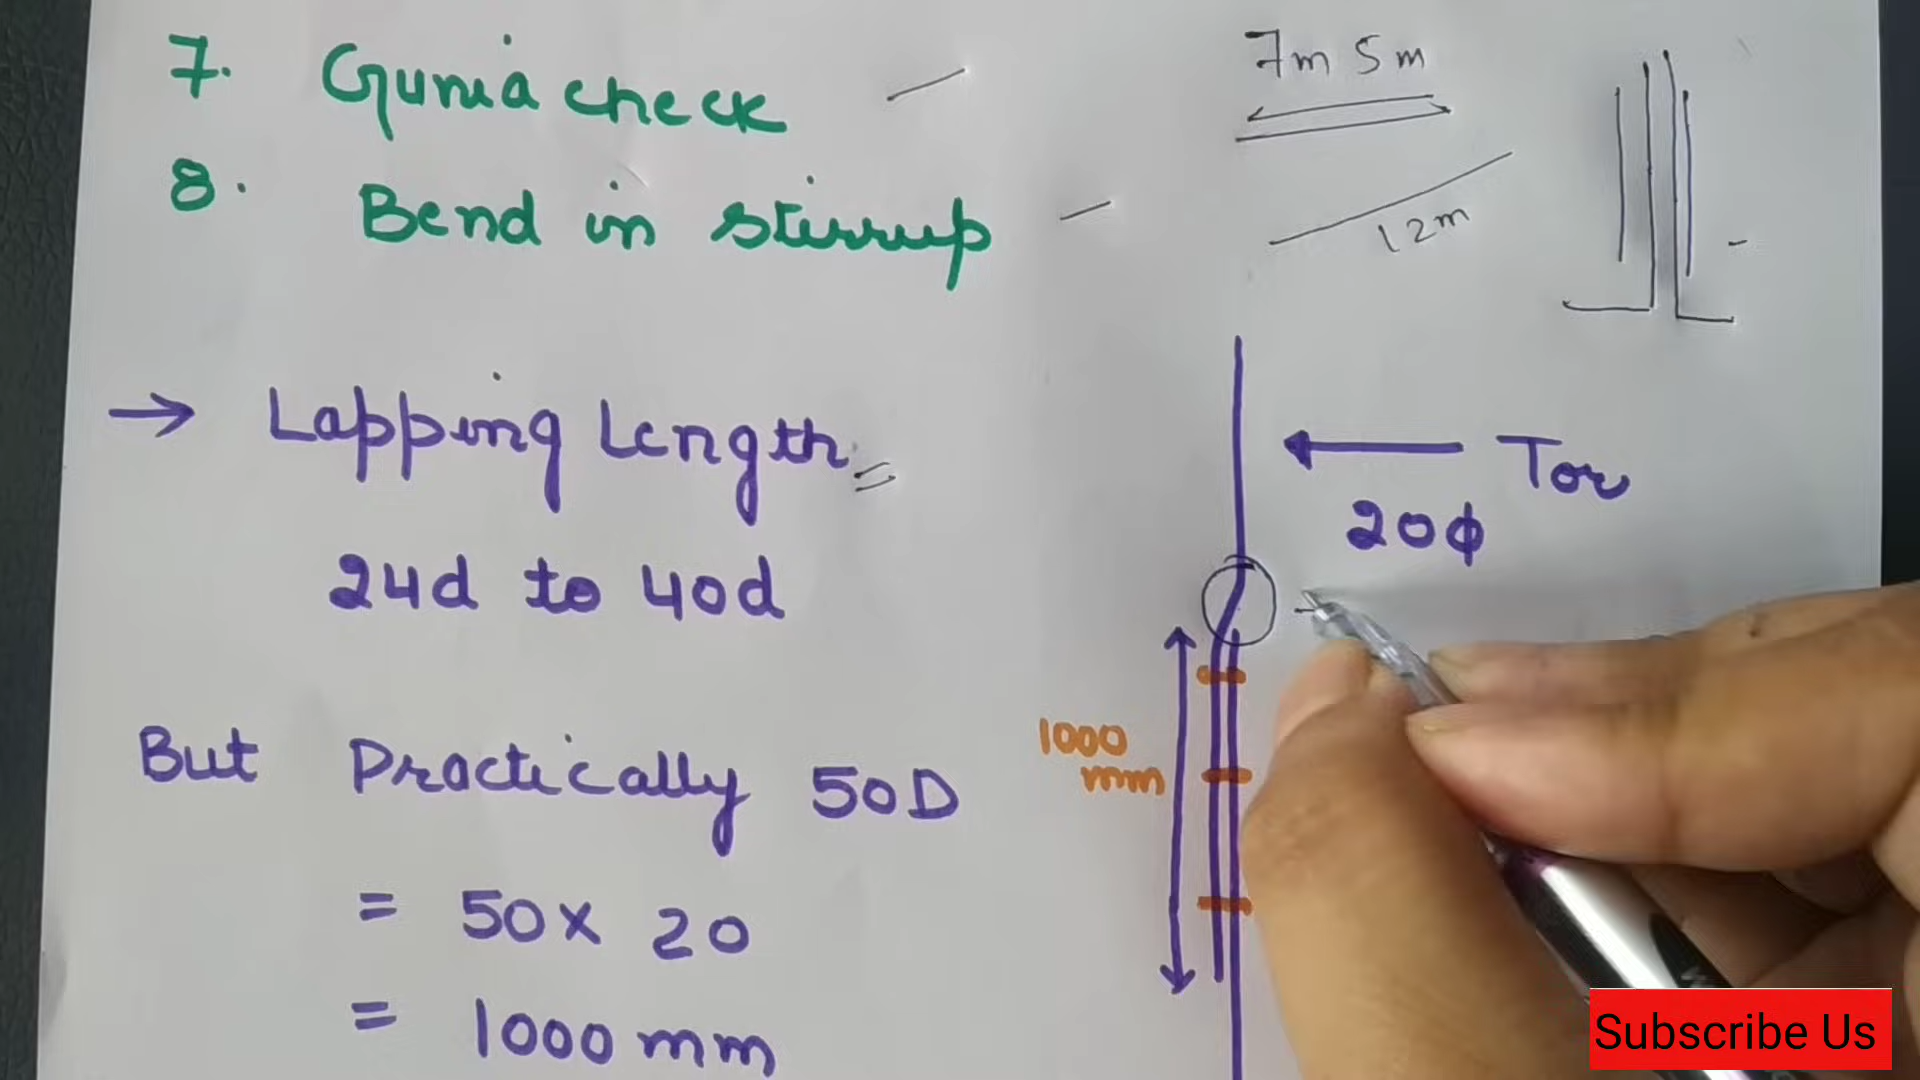 7. Gunia check
8. Bend in stirrup
7m 5m
12m
→ Lapping Length
24d to 40d
But Practically 50D
= 50 x 20
= 1000 mm
Tor
20ϕ
1000
mm
Subscribe Us